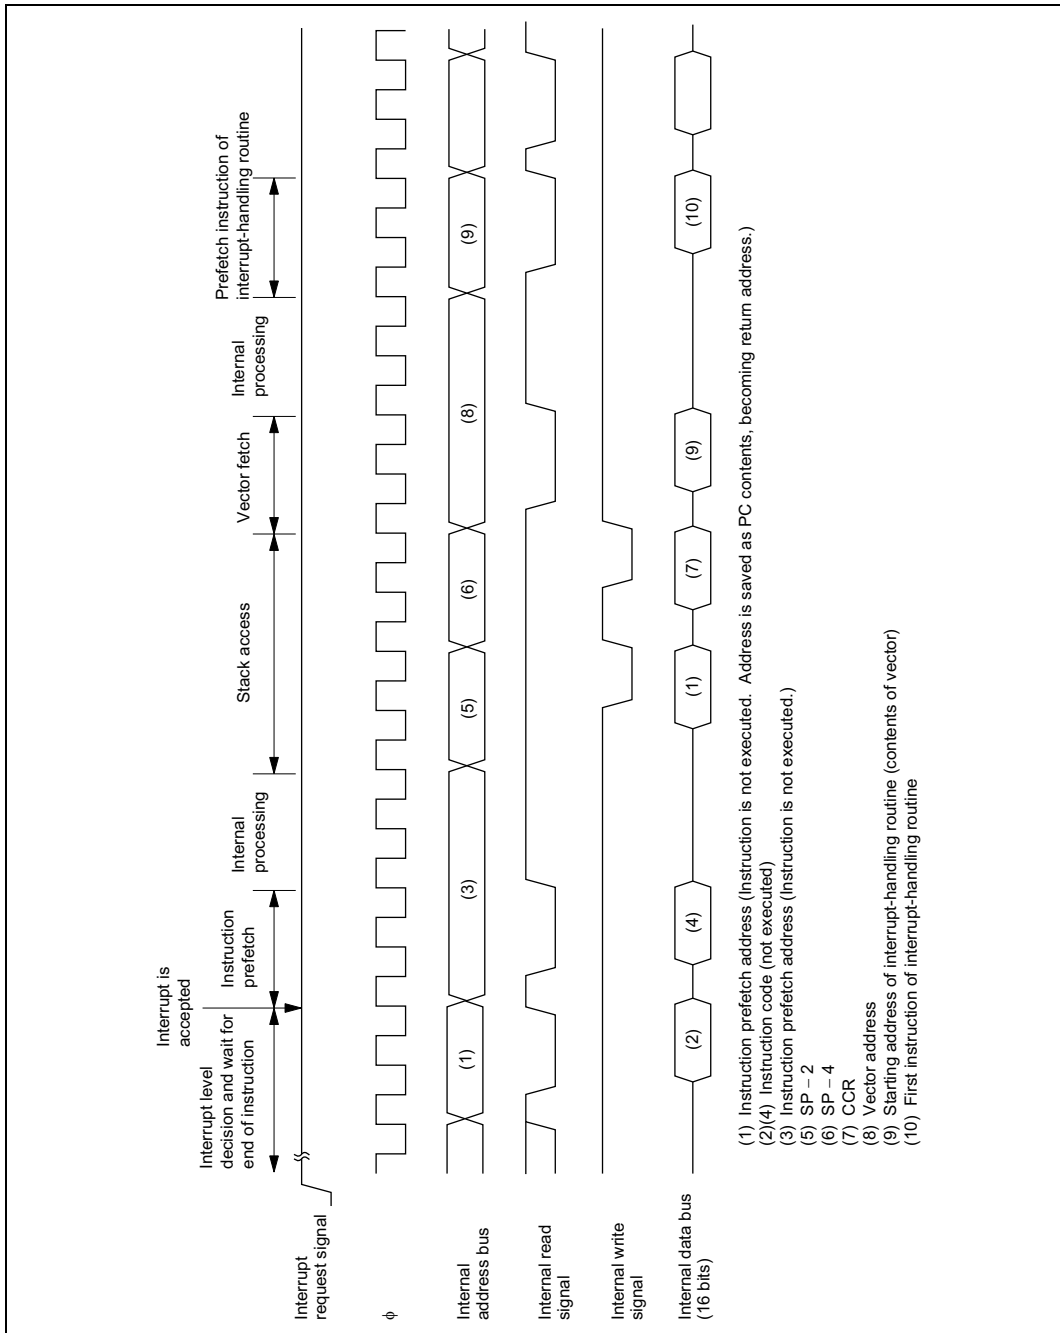 Interrupt is
accepted
Interrupt level
decision and wait for
end of instruction
Instruction
prefetch
Internal
processing
Stack access
Vector fetch
Internal
processing
Prefetch instruction of
interrupt-handling routine
Interrupt
request signal
ϕ
Internal
address bus
(1)
(3)
(5)
(6)
(8)
(9)
Internal read
signal
Internal write
signal
Internal data bus
(16 bits)
(2)
(4)
(1)
(7)
(9)
(10)
(1) Instruction prefetch address (Instruction is not executed. Address is saved as PC contents, becoming return address.)
(2)(4) Instruction code (not executed)
(3) Instruction prefetch address (Instruction is not executed.)
(5) SP – 2
(6) SP – 4
(7) CCR
(8) Vector address
(9) Starting address of interrupt-handling routine (contents of vector)
(10) First instruction of interrupt-handling routine